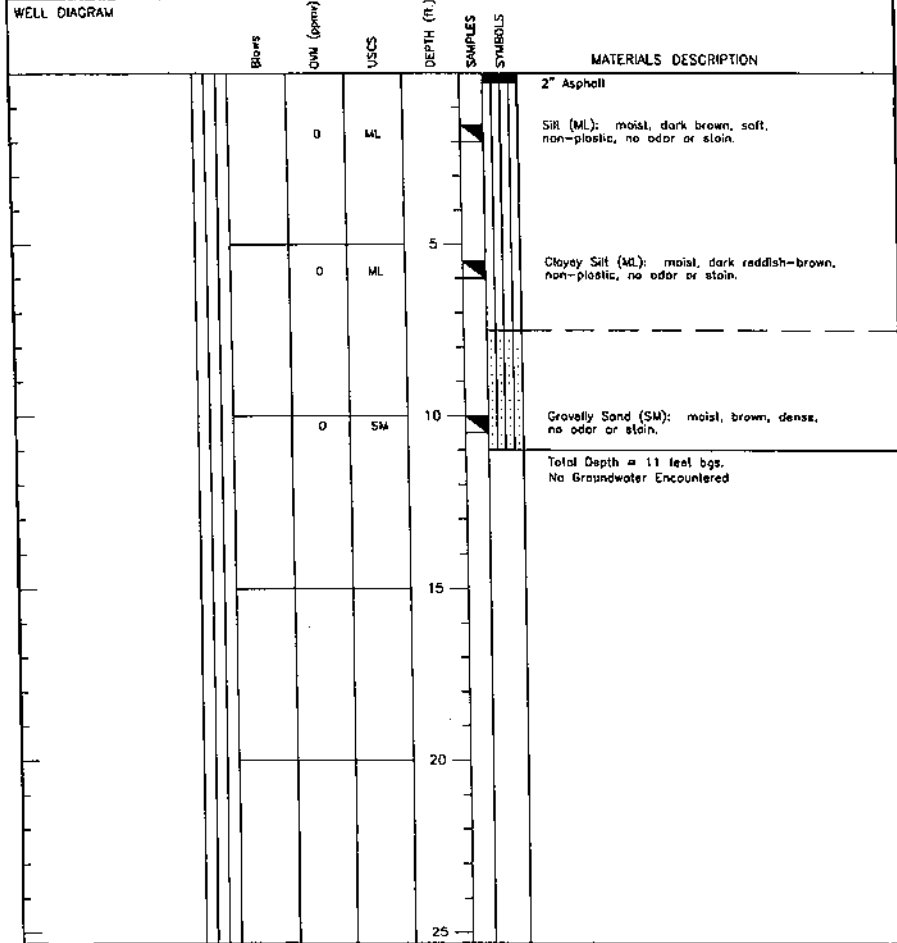 WELL DIAGRAM
Blows
OVM (ppmv)
USCS
DEPTH (ft.)
SAMPLES
SYMBOLS
MATERIALS DESCRIPTION
2" Asphalt
0 ML
Silt (ML): moist, dark brown, soft,
non-plastic, no odor or stain.
5
0 ML
Clayey Silt (ML): moist, dark reddish-brown,
non-plastic, no odor or stain.
10
0 SM
Gravelly Sand (SM): moist, brown, dense,
no odor or stain.
Total Depth = 11 feet bgs.
No Groundwater Encountered
15
20
25